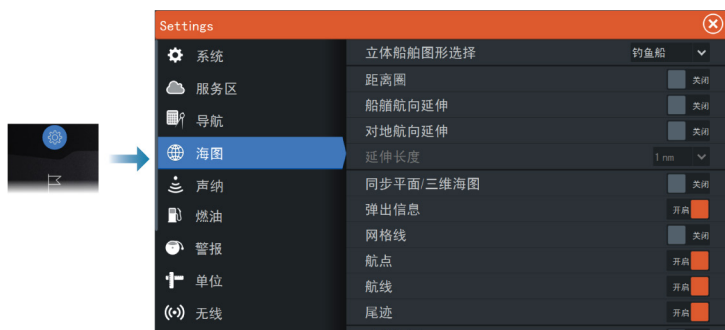 Settings
系统
服务区
导航
海图
声纳
燃油
警报
单位
无线
立体船舶图形选择 钓鱼船
距离圈 关闭
船艏航向延伸 关闭
对地航向延伸 关闭
延伸长度 1 nm
同步平面/三维海图 关闭
弹出信息 开启
网格线 关闭
航点 开启
航线 开启
尾迹 开启